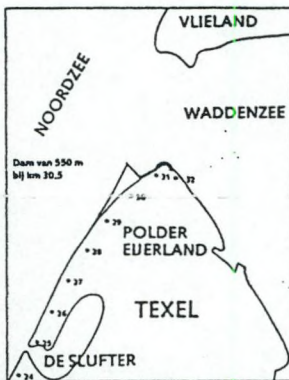 VLIELAND
NOORDZEE
WADDENZEE
Dam van 550 m
bij km 30,5
31
32
30
29
POLDER
EIJERLAND
28
27
TEXEL
26
25
DE SLUFTER
24